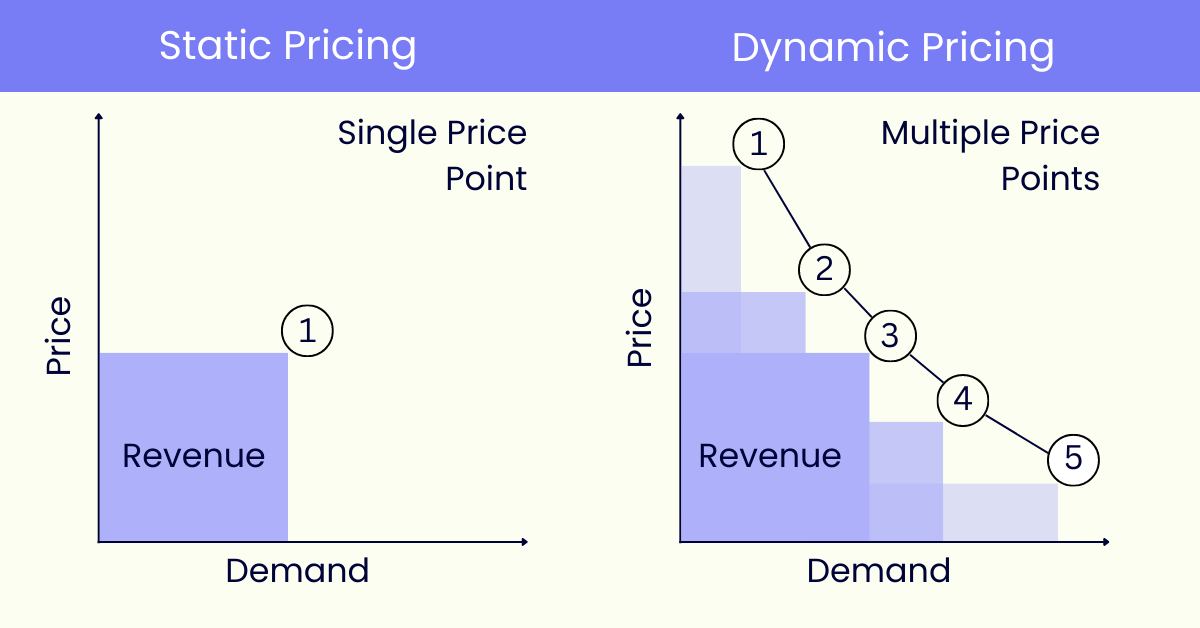 Static Pricing
Single Price
Point
1
Price
Revenue
Demand
Dynamic Pricing
Multiple Price
Points
1
2
3
4
5
Price
Revenue
Demand